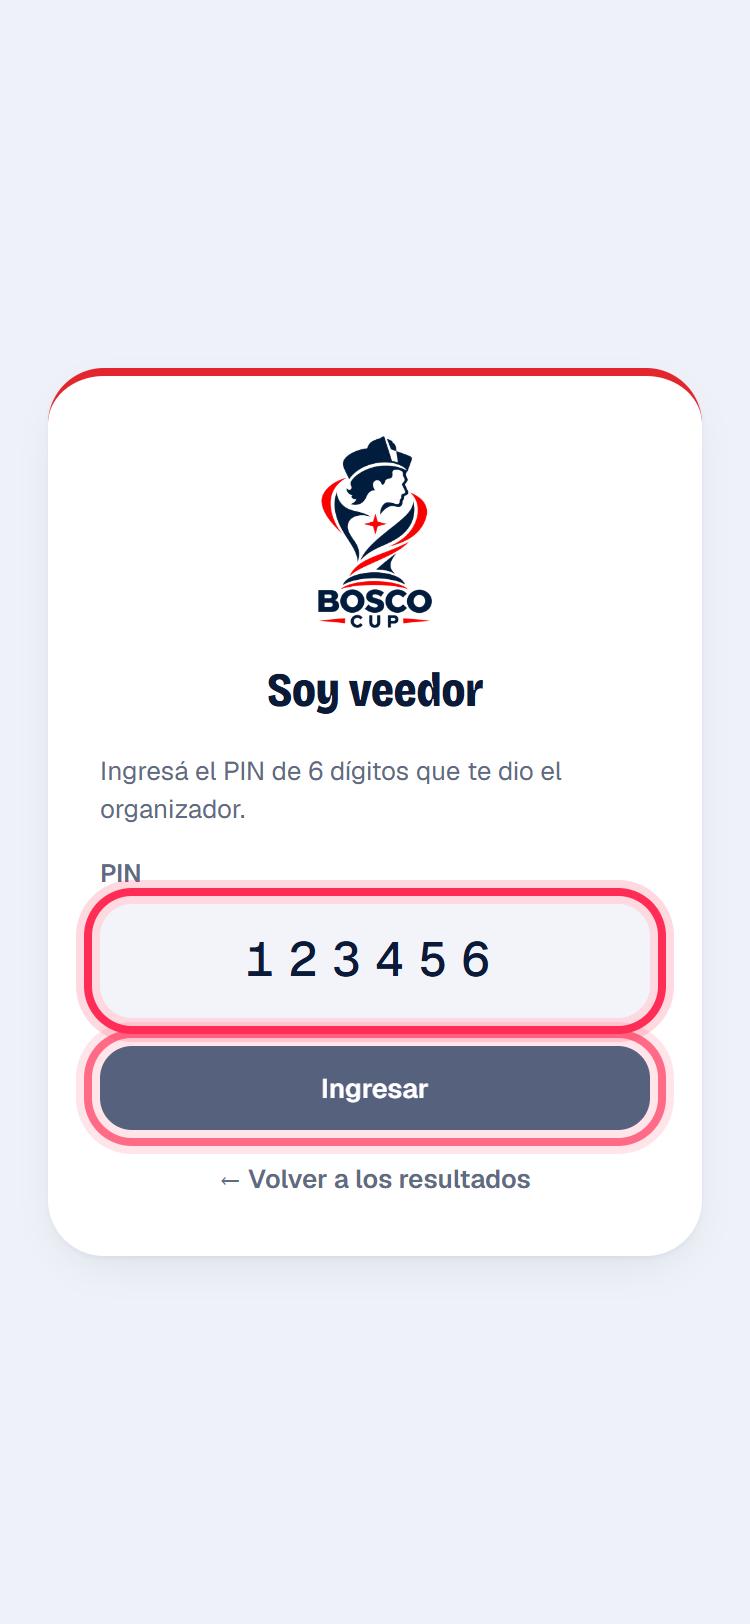 BOSCO
CUP
Soy veedor
Ingresá el PIN de 6 dígitos que te dio el
organizador.
PIN
1 2 3 4 5 6
Ingresar
← Volver a los resultados